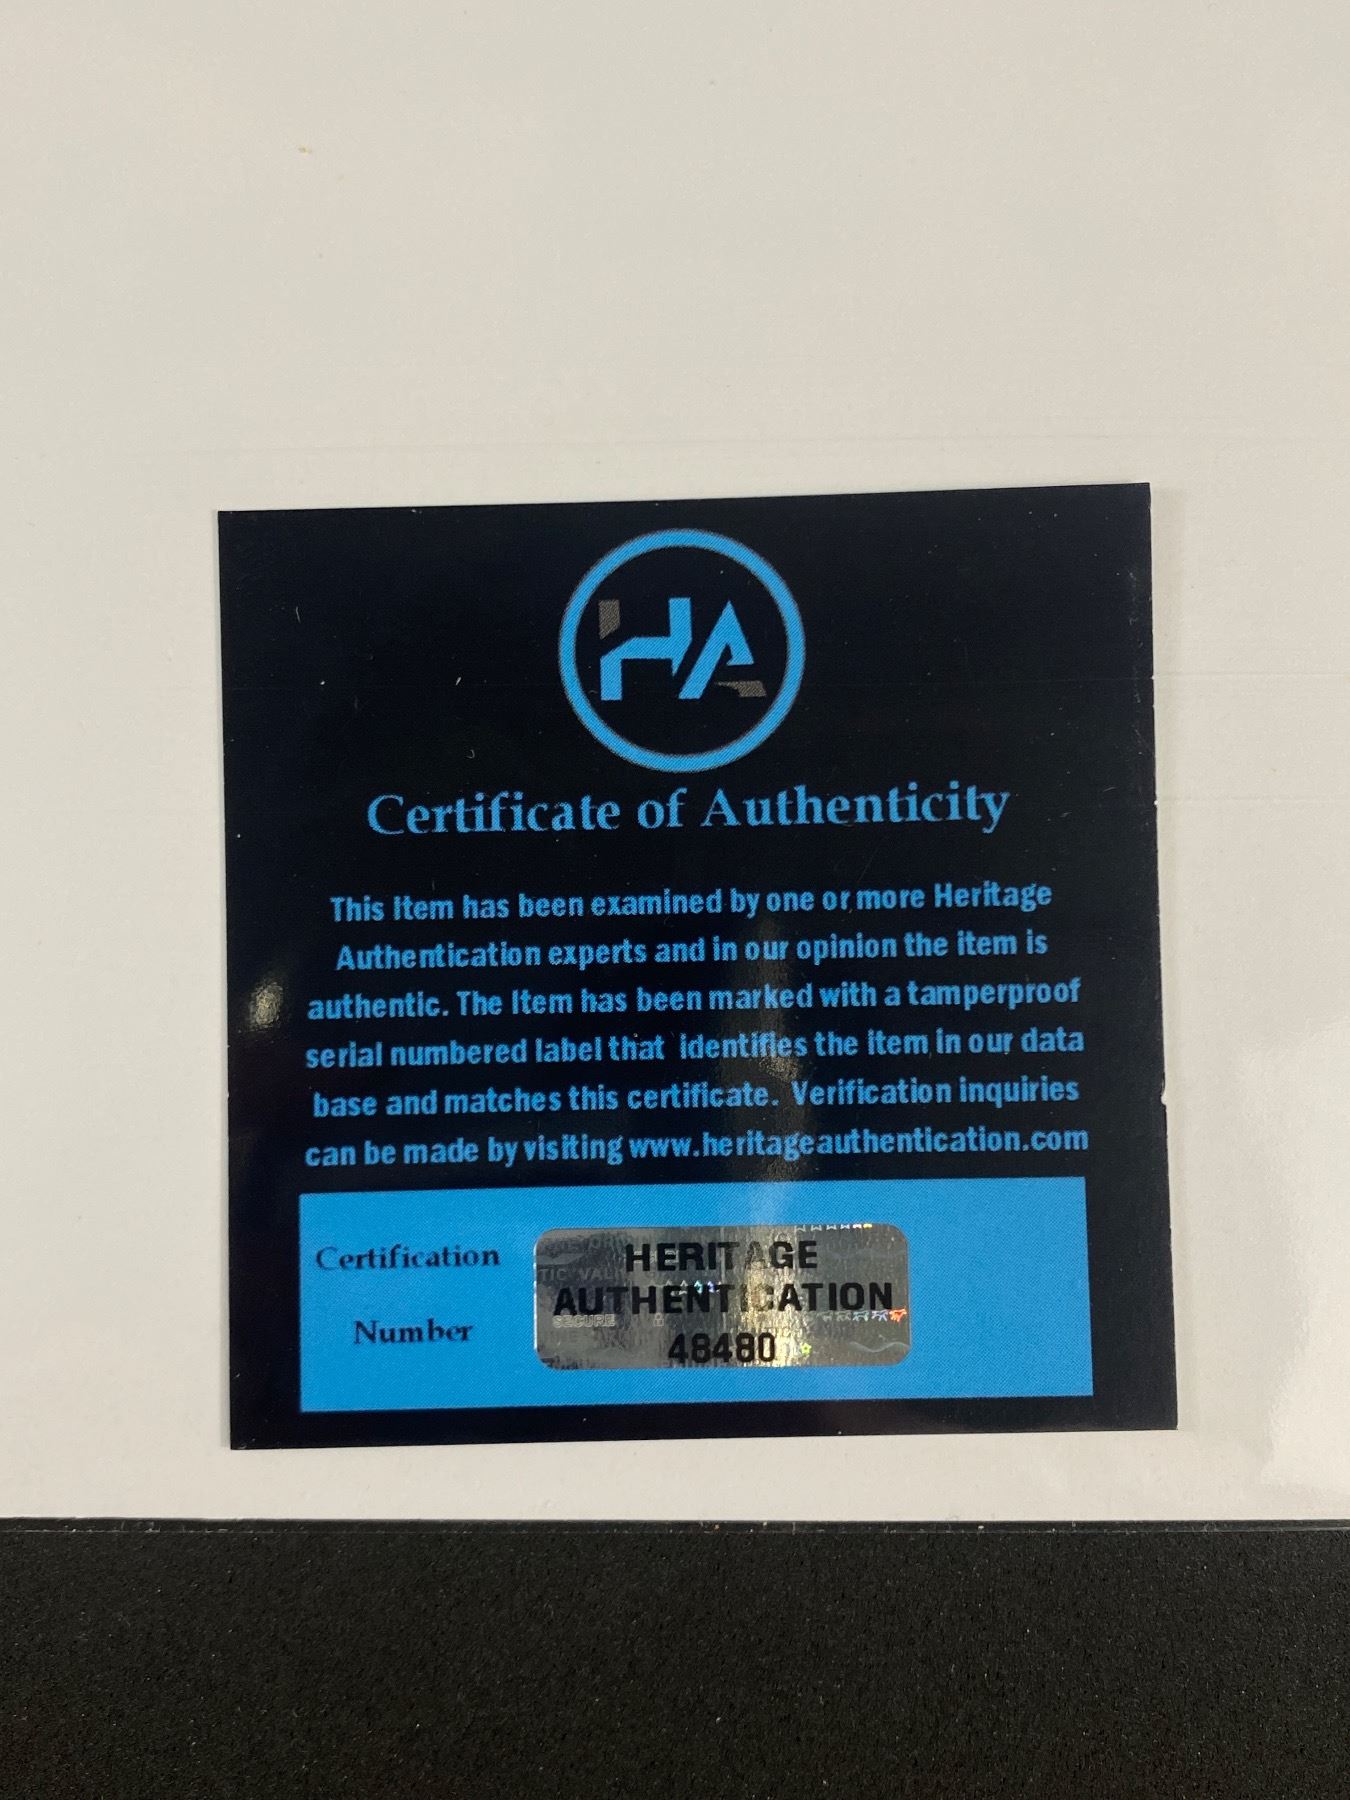 HA
Certificate of Authenticity
This Item has been examined by one or more Heritage
Authentication experts and in our opinion the item is
authentic. The Item has been marked with a tamperproof
serial numbered label that identifies the item in our data
base and matches this certificate. Verification inquiries
can be made by visiting www.heritageauthentication.com
Certification
Number
HERITAGE
AUTHENTICATION
SECURE
48480